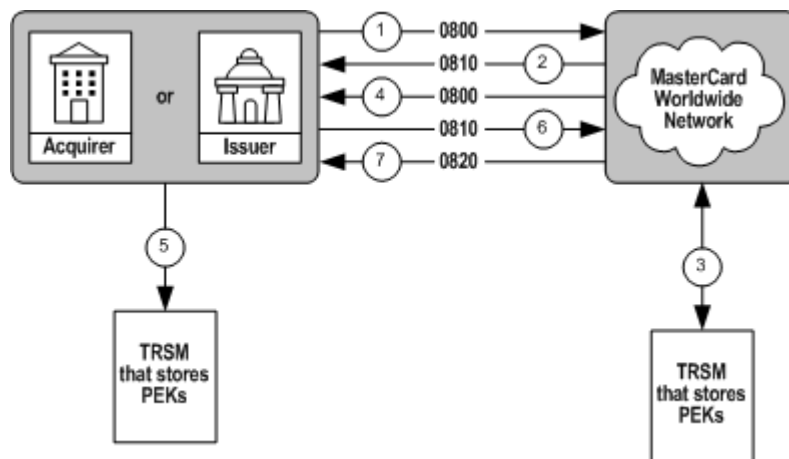 1 0800
0810 2
4 0800
0810 6
7 0820
Acquirer
or
Issuer
MasterCard
Worldwide
Network
5
3
TRSM
that stores
PEKs
TRSM
that stores
PEKs